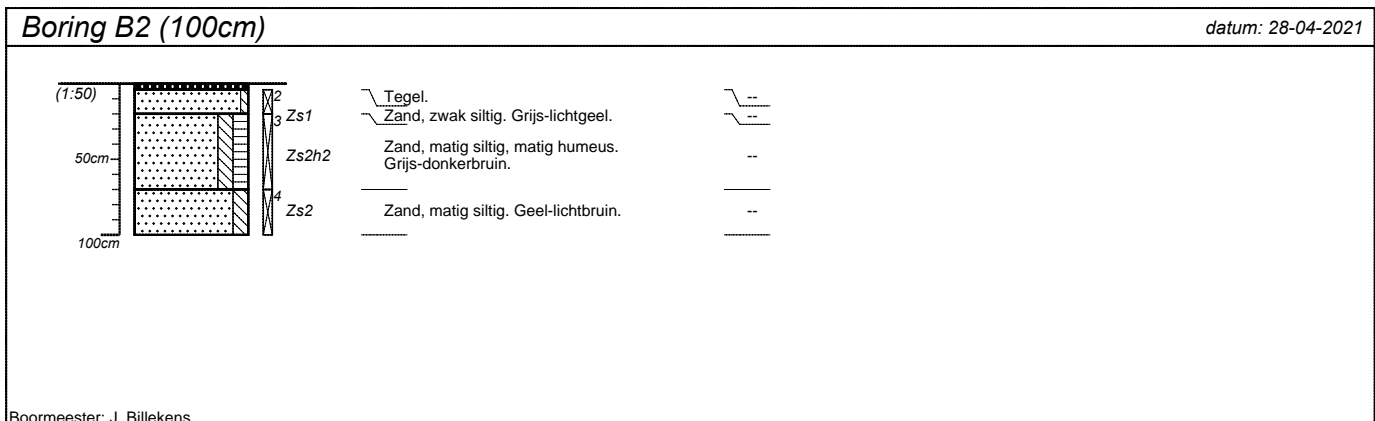 Boring B2 (100cm) datum: 28-04-2021
(1:50) 2 Tegel. --
3 Zs1 Zand, zwak siltig. Grijs-lichtgeel. --
50cm Zs2h2 Zand, matig siltig, matig humeus. --
Grijs-donkerbruin.
4
Zs2 Zand, matig siltig. Geel-lichtbruin. --
100cm
Boormeester: J. Billekens